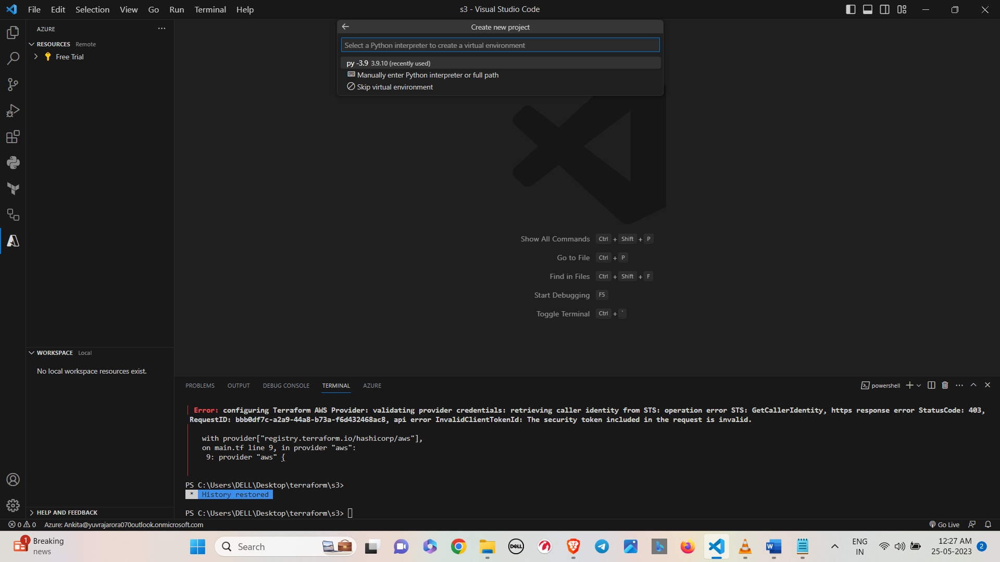 File Edit Selection View Go Run Terminal Help
s3 - Visual Studio Code
AZURE
RESOURCES Remote
Free Trial
Create new project
Select a Python interpreter to create a virtual environment
py -3.9 3.9.10 (recently used)
Manually enter Python interpreter or full path
Skip virtual environment
Show All Commands Ctrl + Shift + P
Go to File Ctrl + P
Find in Files Ctrl + Shift + F
Start Debugging F5
Toggle Terminal Ctrl + `
WORKSPACE Local
No local workspace resources exist.
HELP AND FEEDBACK
PROBLEMS OUTPUT DEBUG CONSOLE TERMINAL AZURE
powershell
Error: configuring Terraform AWS Provider: validating provider credentials: retrieving caller identity from STS: operation error STS: GetCallerIdentity, https response error StatusCode: 403,
RequestID: bbb0df7c-a2a9-44a8-b73a-f6d432468ac8, api error InvalidClientTokenId: The security token included in the request is invalid.
with provider["registry.terraform.io/hashicorp/aws"],
on main.tf line 9, in provider "aws":
9: provider "aws" {
PS C:\Users\DELL\Desktop\terraform\s3>
* History restored
PS C:\Users\DELL\Desktop\terraform\s3>
0 0 Azure: Ankita@yuvrajarora070outlook.onmicrosoft.com
Go Live
1
Breaking
news
Search
DELL
ENG
IN
12:27 AM
25-05-2023
2